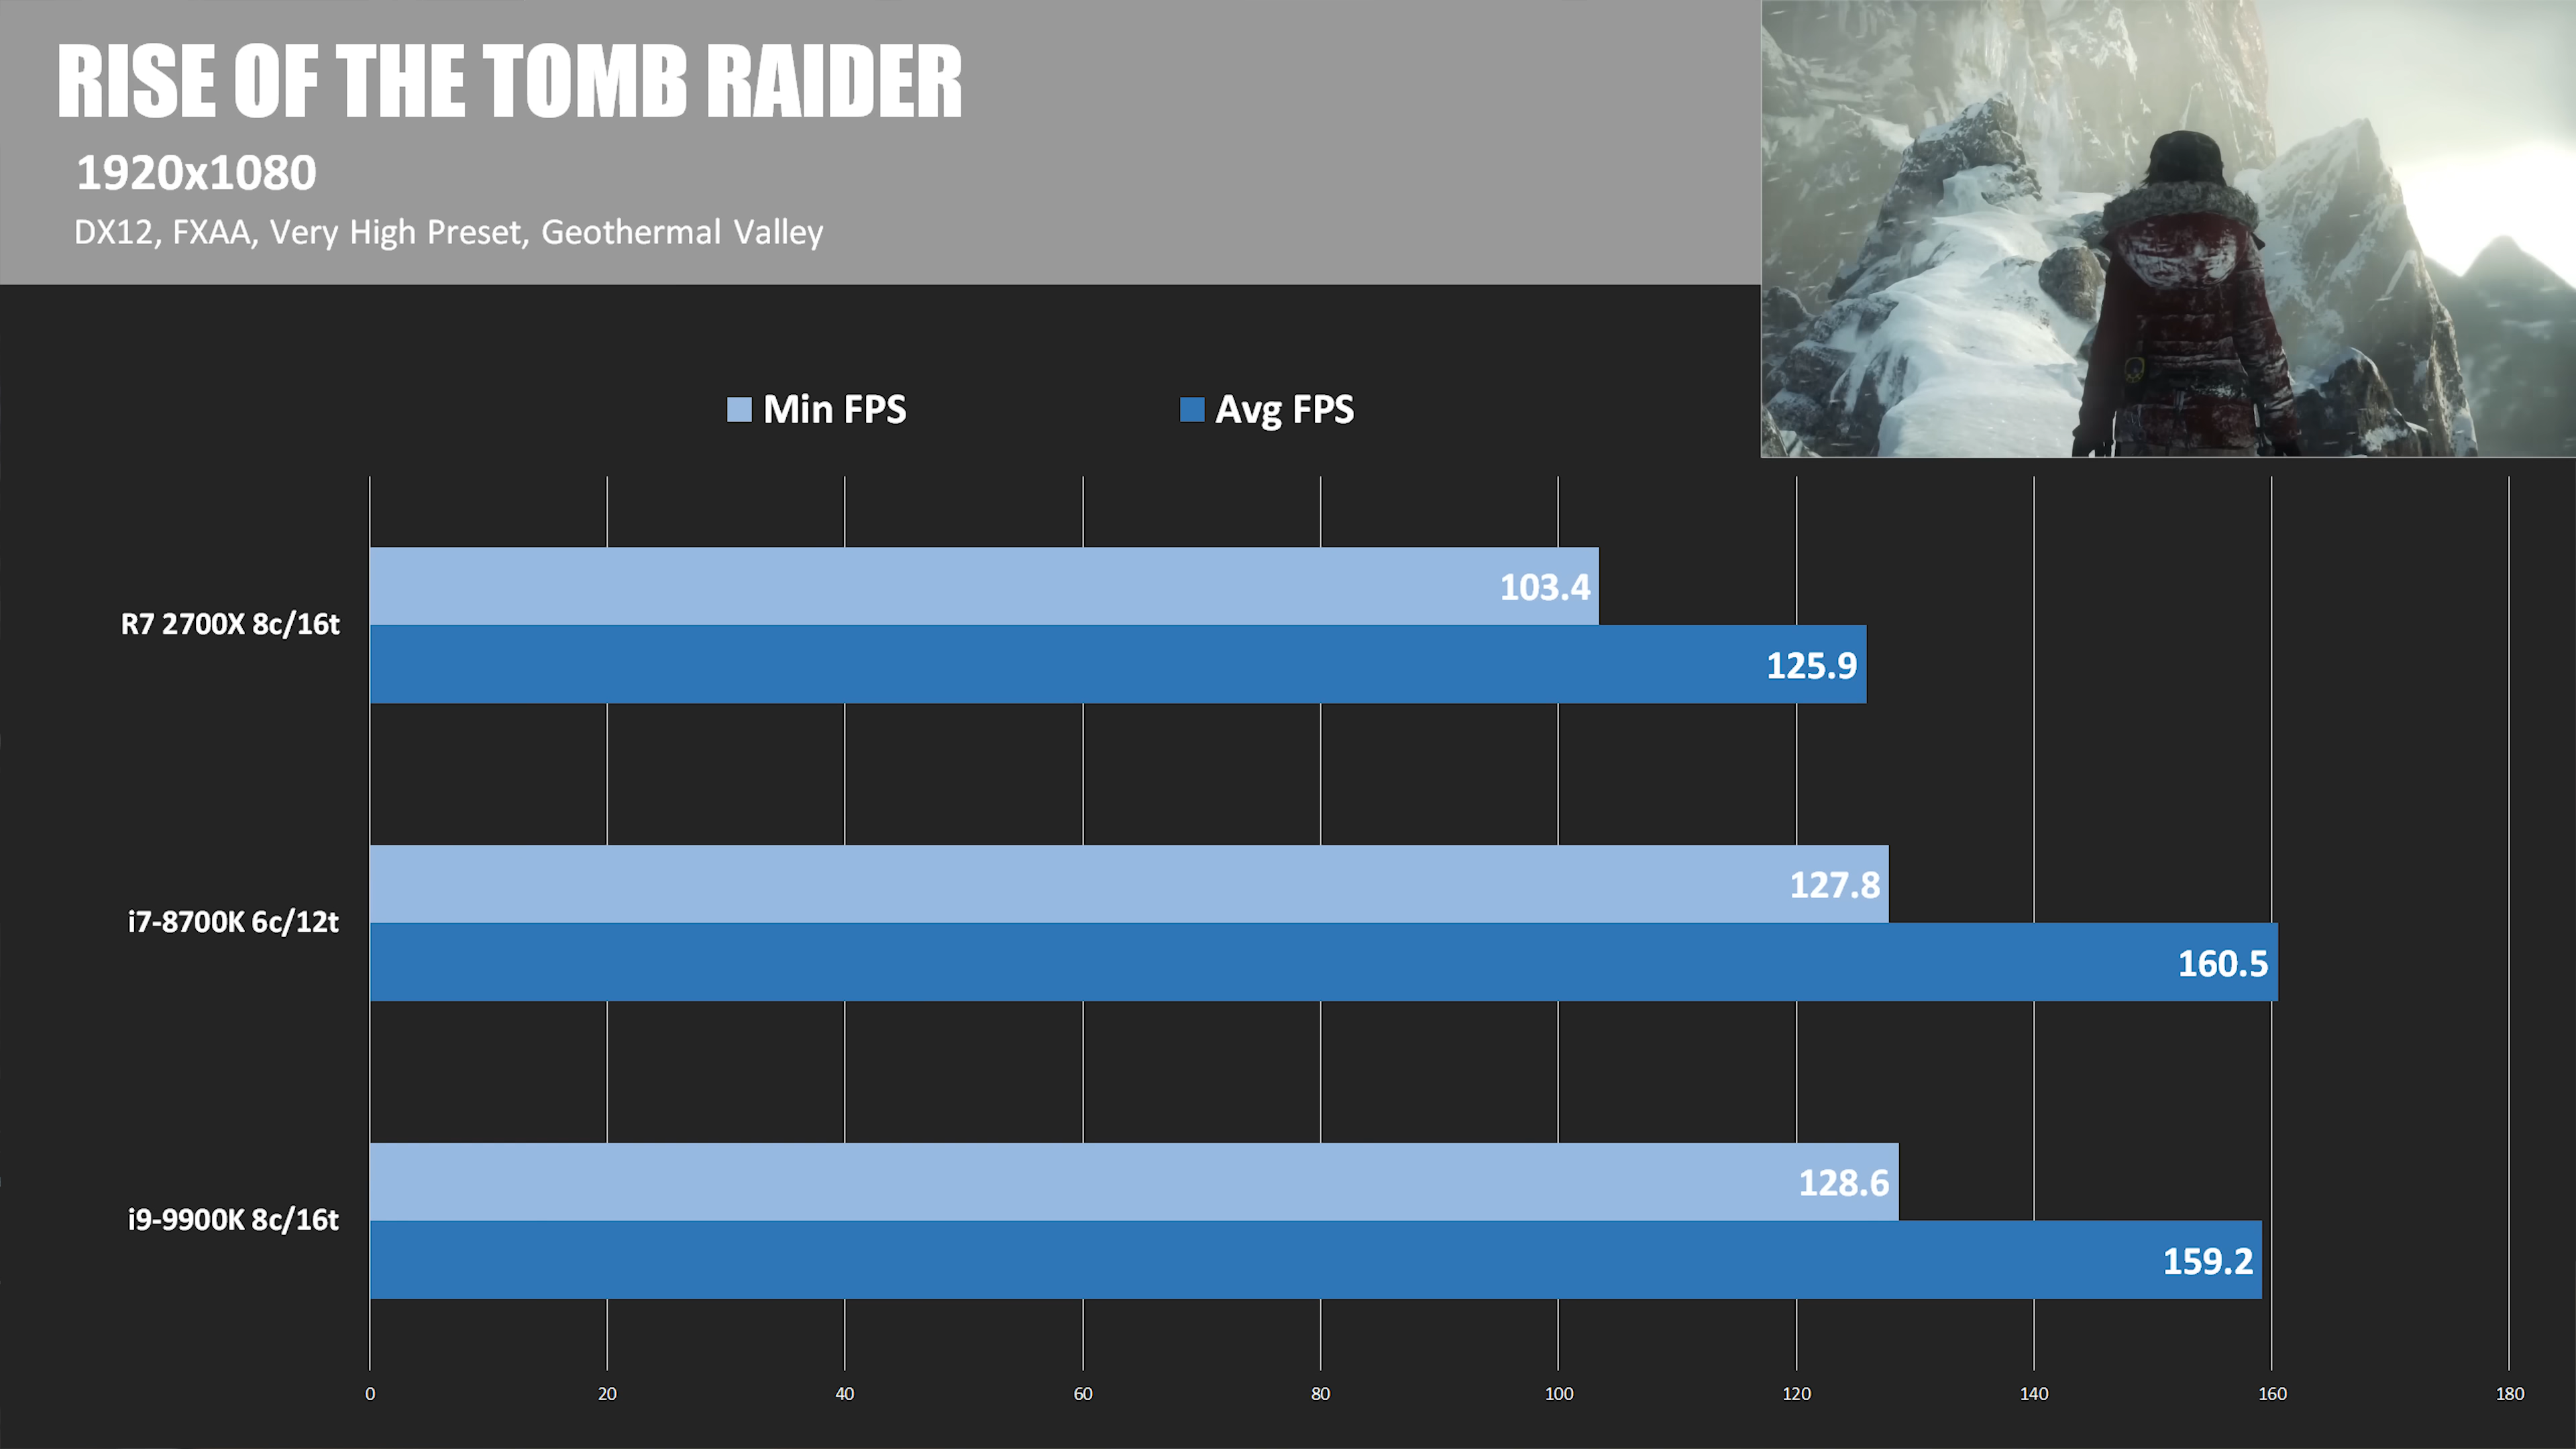 RISE OF THE TOMB RAIDER
1920x1080
DX12, FXAA, Very High Preset, Geothermal Valley
Min FPS
Avg FPS
R7 2700X 8c/16t
103.4
125.9
i7-8700K 6c/12t
127.8
160.5
i9-9900K 8c/16t
128.6
159.2
0 20 40 60 80 100 120 140 160 180